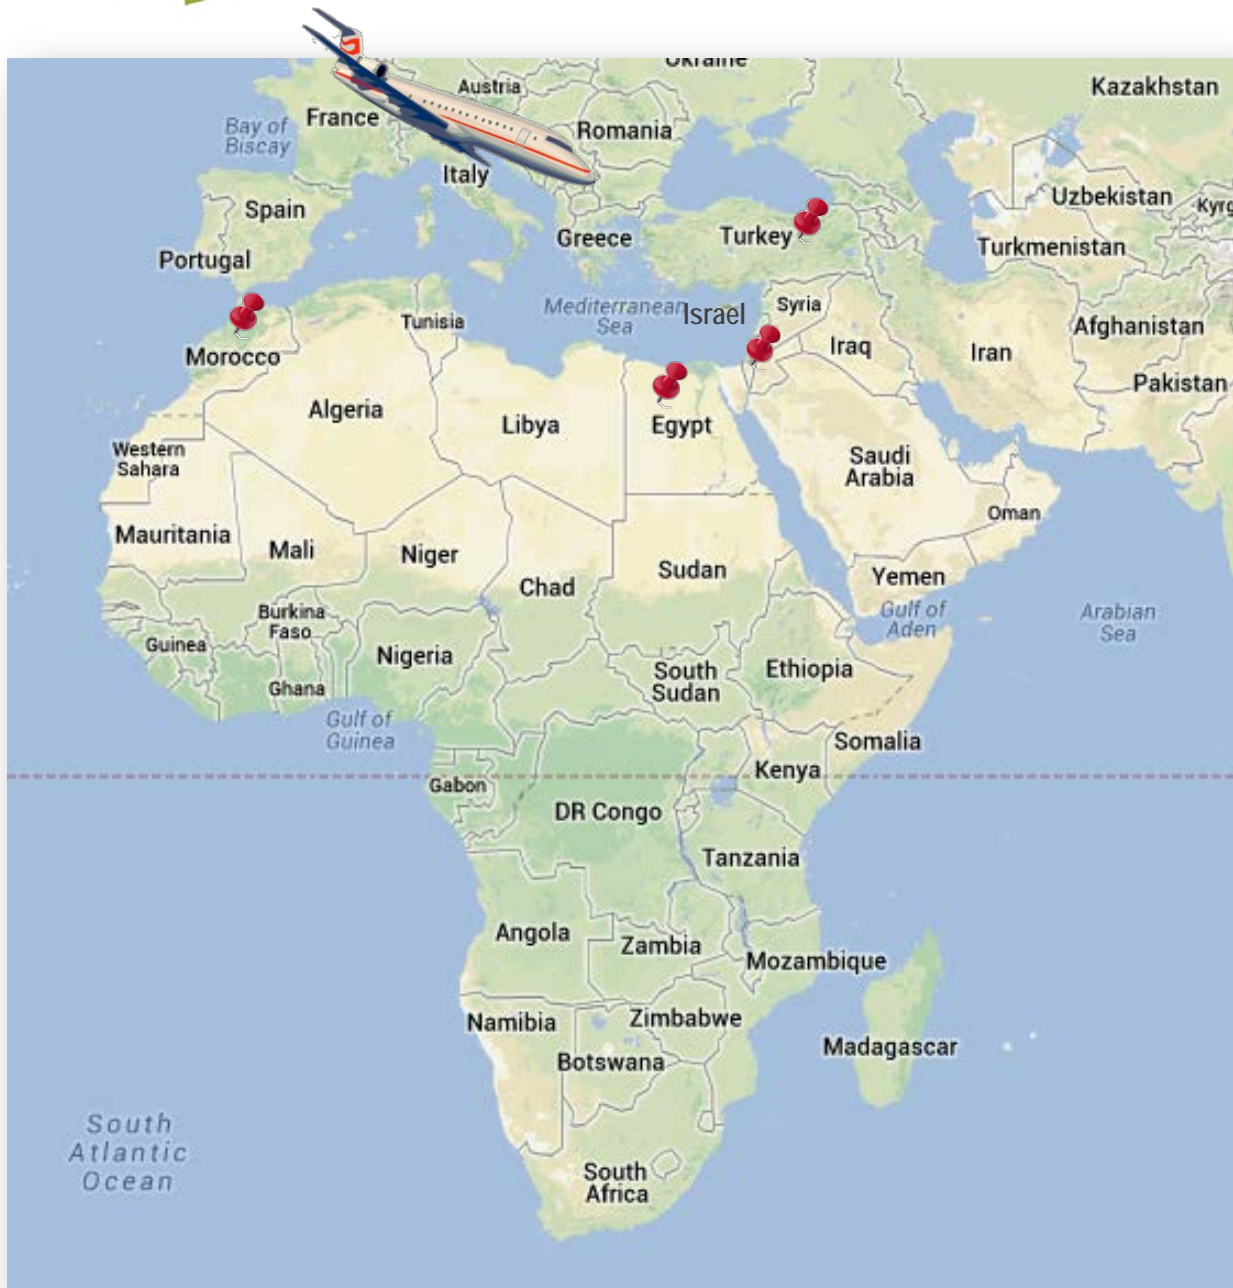 Ukraine
Kazakhstan
Austria
France
Bay of
Biscay
Romania
Italy
Uzbekistan
Kyrg
Spain
Greece
Turkey
Turkmenistan
Portugal
Mediterranean
Sea
Israel
Syria
Tunisia
Afghanistan
Morocco
Iraq
Iran
Pakistan
Algeria
Libya
Egypt
Western
Sahara
Saudi
Arabia
Oman
Mauritania
Mali
Niger
Chad
Sudan
Yemen
Gulf of
Aden
Arabian
Sea
Burkina
Faso
Guinea
Nigeria
South
Sudan
Ethiopia
Ghana
Gulf of
Guinea
Somalia
Kenya
Gabon
DR Congo
Tanzania
Angola
Zambia
Mozambique
Namibia
Zimbabwe
Madagascar
Botswana
South
Atlantic
Ocean
South
Africa